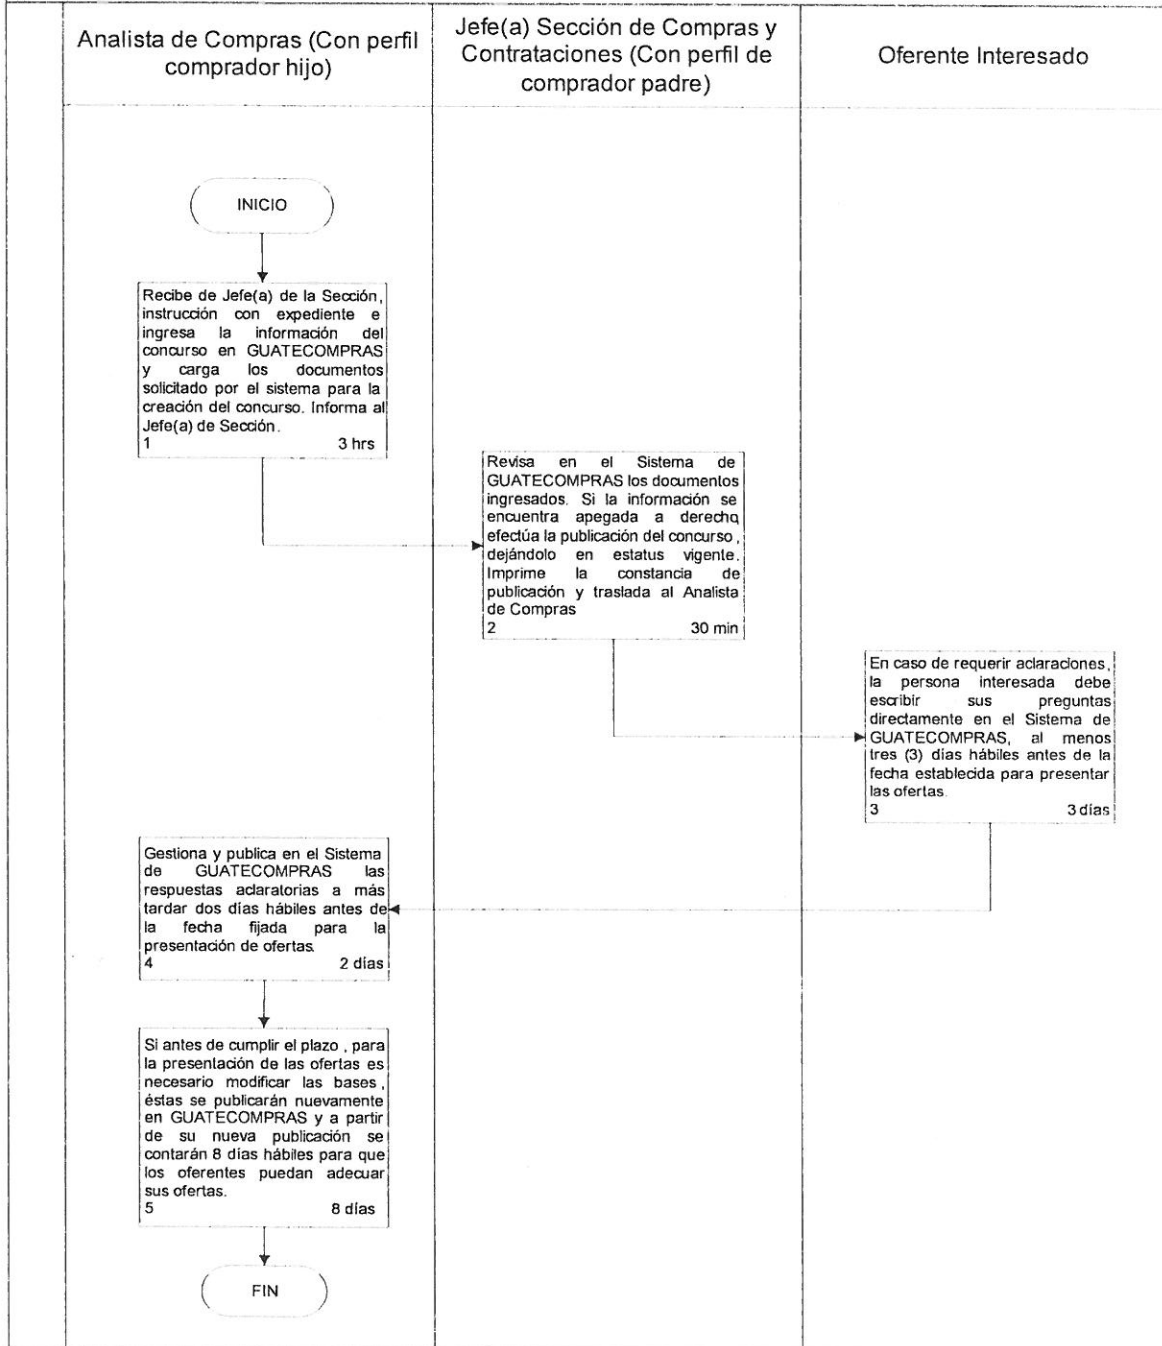 Analista de Compras (Con perfil
comprador hijo)
Jefe(a) Sección de Compras y
Contrataciones (Con perfil de
comprador padre)
Oferente Interesado
INICIO
Recibe de Jefe(a) de la Sección,
instrucción con expediente e
ingresa la información del
concurso en GUATECOMPRAS
y carga los documentos
solicitado por el sistema para la
creación del concurso. Informa al
Jefe(a) de Sección.
1 3 hrs
Revisa en el Sistema de
GUATECOMPRAS los documentos
ingresados. Si la información se
encuentra apegada a derecho,
efectúa la publicación del concurso,
dejándolo en estatus vigente.
Imprime la constancia de
publicación y traslada al Analista
de Compras
2 30 min
En caso de requerir aclaraciones,
la persona interesada debe
escribir sus preguntas
directamente en el Sistema de
GUATECOMPRAS, al menos
tres (3) días hábiles antes de la
fecha establecida para presentar
las ofertas.
3 3 días
Gestiona y publica en el Sistema
de GUATECOMPRAS las
respuestas aclaratorias a más
tardar dos días hábiles antes de
la fecha fijada para la
presentación de ofertas.
4 2 días
Si antes de cumplir el plazo, para
la presentación de las ofertas es
necesario modificar las bases,
éstas se publicarán nuevamente
en GUATECOMPRAS y a partir
de su nueva publicación se
contarán 8 días hábiles para que
los oferentes puedan adecuar
sus ofertas.
5 8 días
FIN